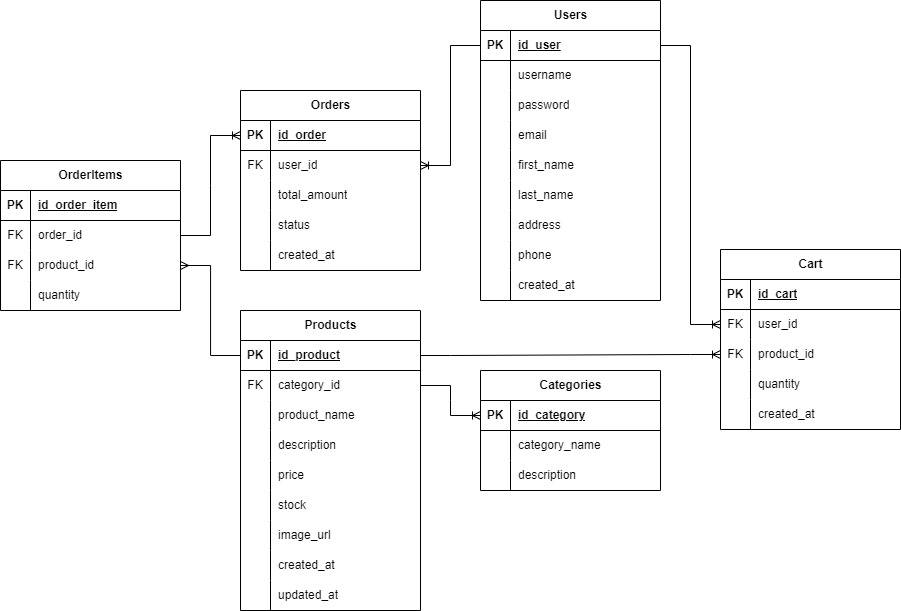 Users
PK id_user
username
password
email
first_name
last_name
address
phone
created_at
Orders
PK id_order
FK user_id
total_amount
status
created_at
OrderItems
PK id_order_item
FK order_id
FK product_id
quantity
Products
PK id_product
FK category_id
product_name
description
price
stock
image_url
created_at
updated_at
Categories
PK id_category
category_name
description
Cart
PK id_cart
FK user_id
FK product_id
quantity
created_at